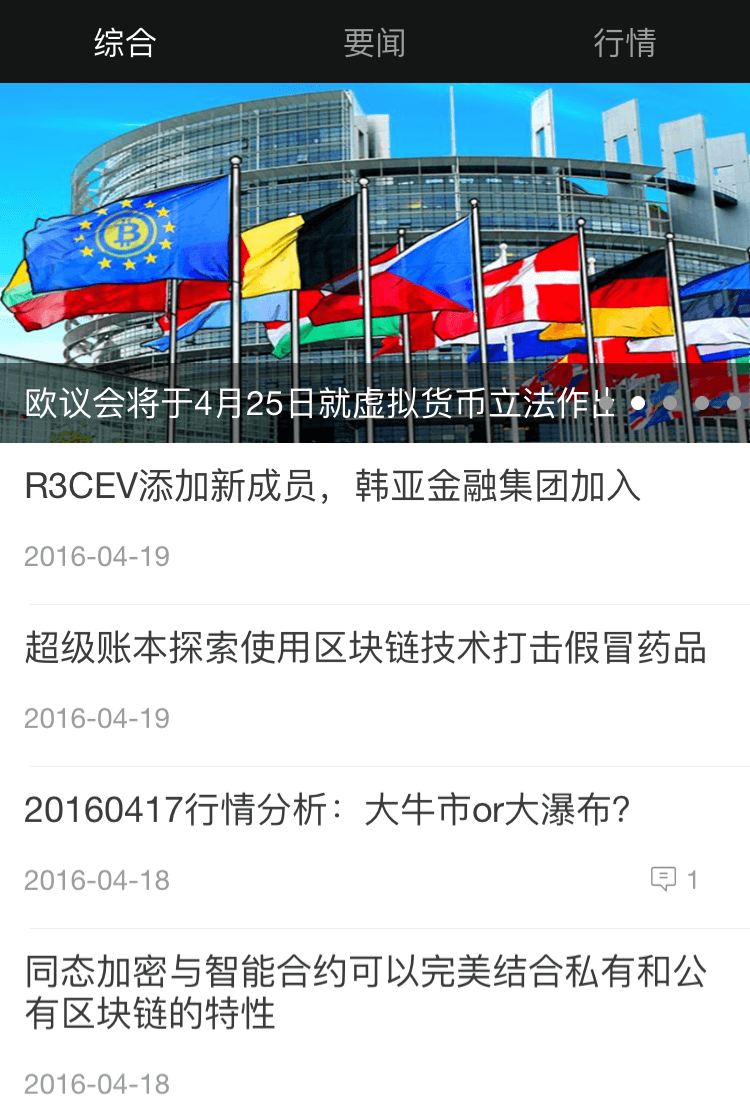 综合
要闻
行情
欧议会将于4月25日就虚拟货币立法作出
R3CEV添加新成员，韩亚金融集团加入
2016-04-19
超级账本探索使用区块链技术打击假冒药品
2016-04-19
20160417行情分析：大牛市or大瀑布？
2016-04-18
1
同态加密与智能合约可以完美结合私有和公
有区块链的特性
2016-04-18